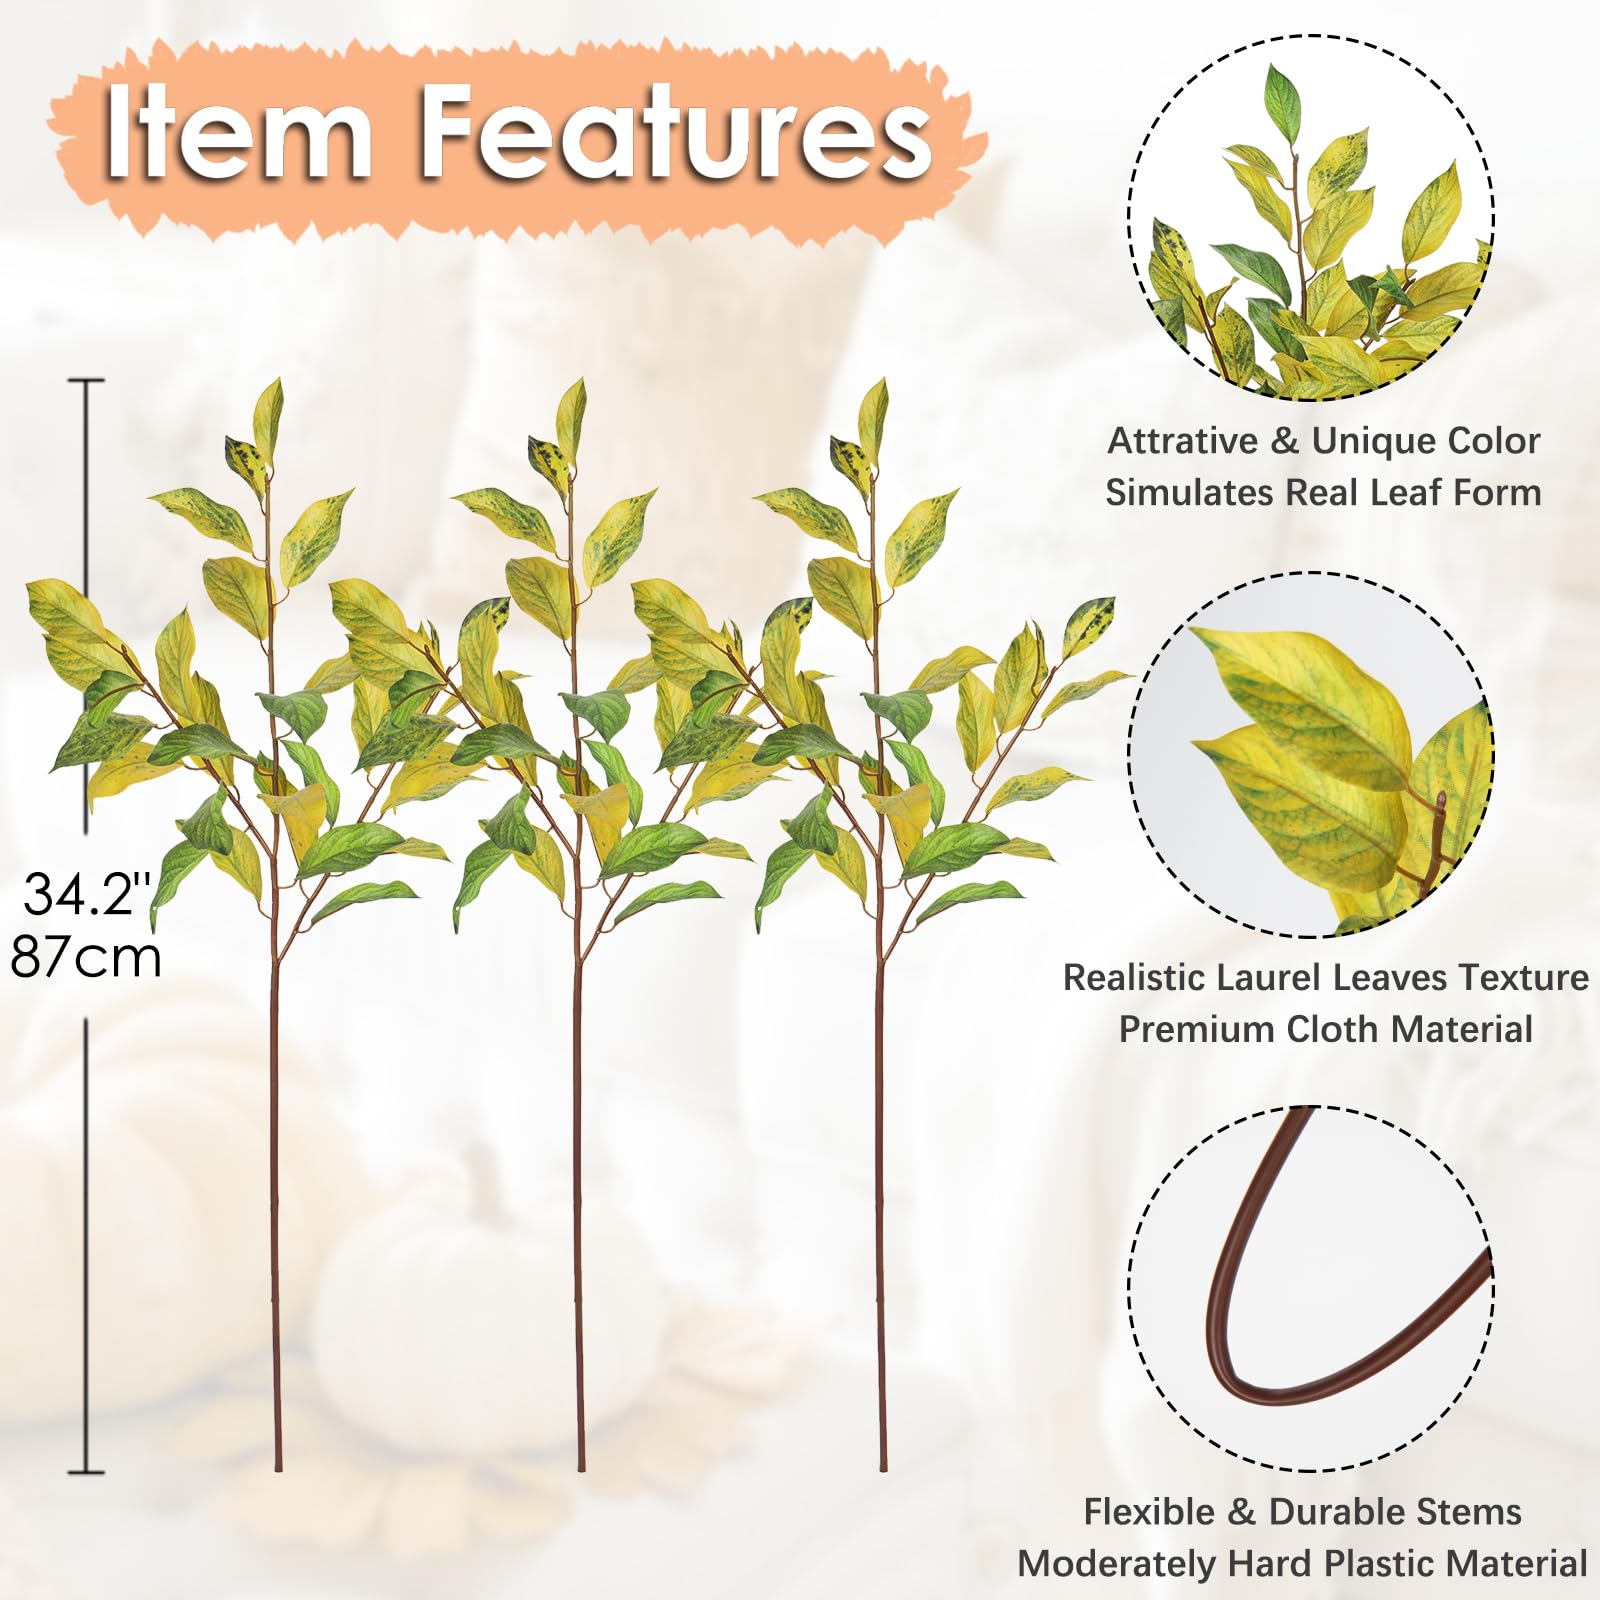 Item Features
34.2"
87cm
Attrative & Unique Color
Simulates Real Leaf Form
Realistic Laurel Leaves Texture
Premium Cloth Material
Flexible & Durable Stems
Moderately Hard Plastic Material